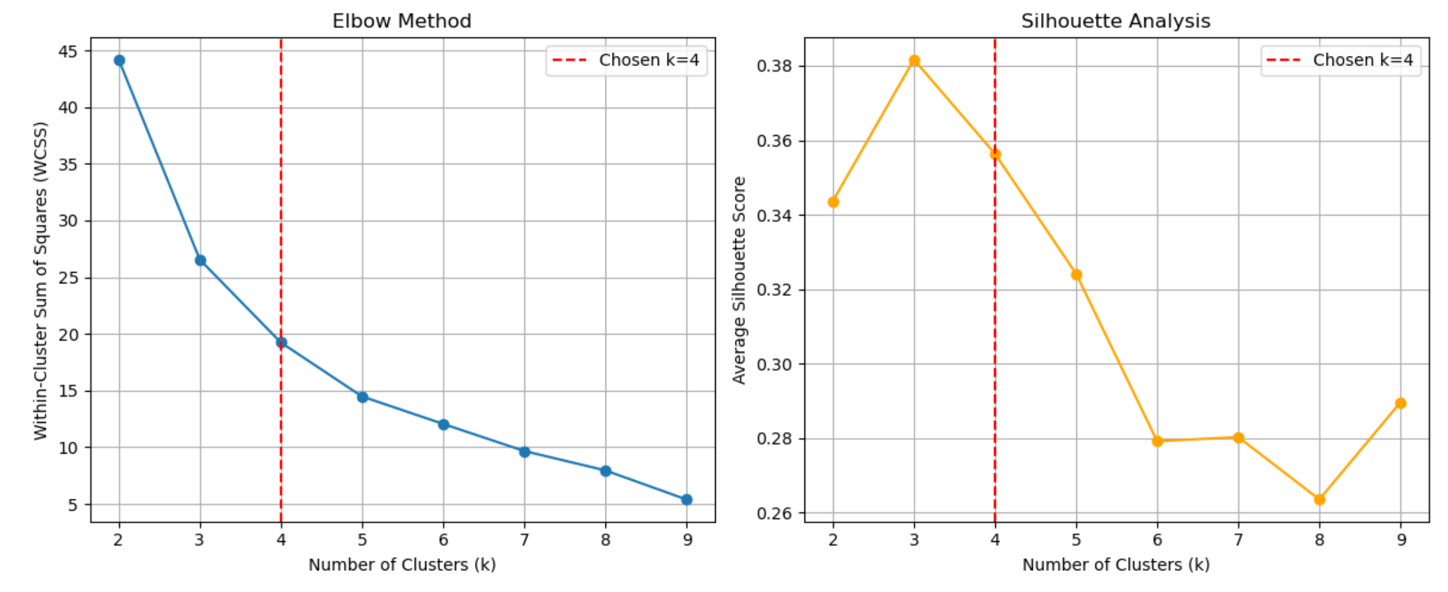 Elbow Method
Within-Cluster Sum of Squares (WCSS)
45
40
35
30
25
20
15
10
5
Chosen k=4
2 3 4 5 6 7 8 9
Number of Clusters (k)
Silhouette Analysis
Average Silhouette Score
0.38
0.36
0.34
0.32
0.30
0.28
0.26
Chosen k=4
2 3 4 5 6 7 8 9
Number of Clusters (k)